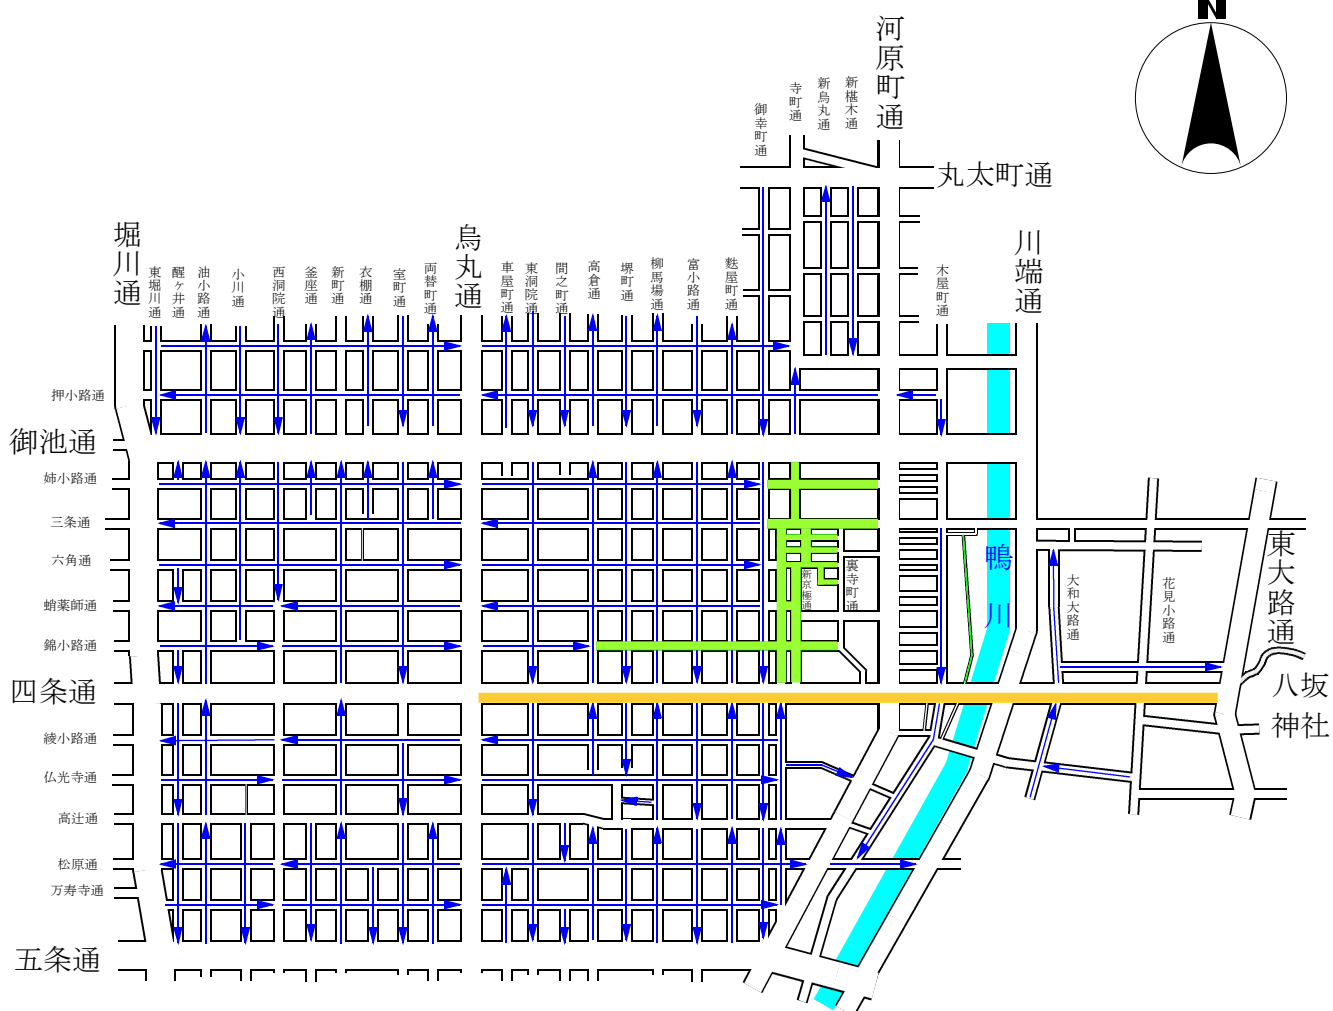 N
河原町通
新椹木通
新烏丸通
寺町通
御幸町通
丸太町通
川端通
木屋町通
麩屋町通
富小路通
柳馬場通
堺町通
高倉通
間之町通
東洞院通
車屋町通
烏丸通
両替町通
室町通
衣棚通
新町通
釜座通
西洞院通
小川通
油小路通
醒ヶ井通
東堀川通
堀川通
押小路通
御池通
姉小路通
三条通
六角通
蛸薬師通
錦小路通
四条通
綾小路通
仏光寺通
高辻通
松原通
万寿寺通
五条通
新京極通
裏寺町通
鴨川
大和大路通
花見小路通
東大路通
八坂
神社